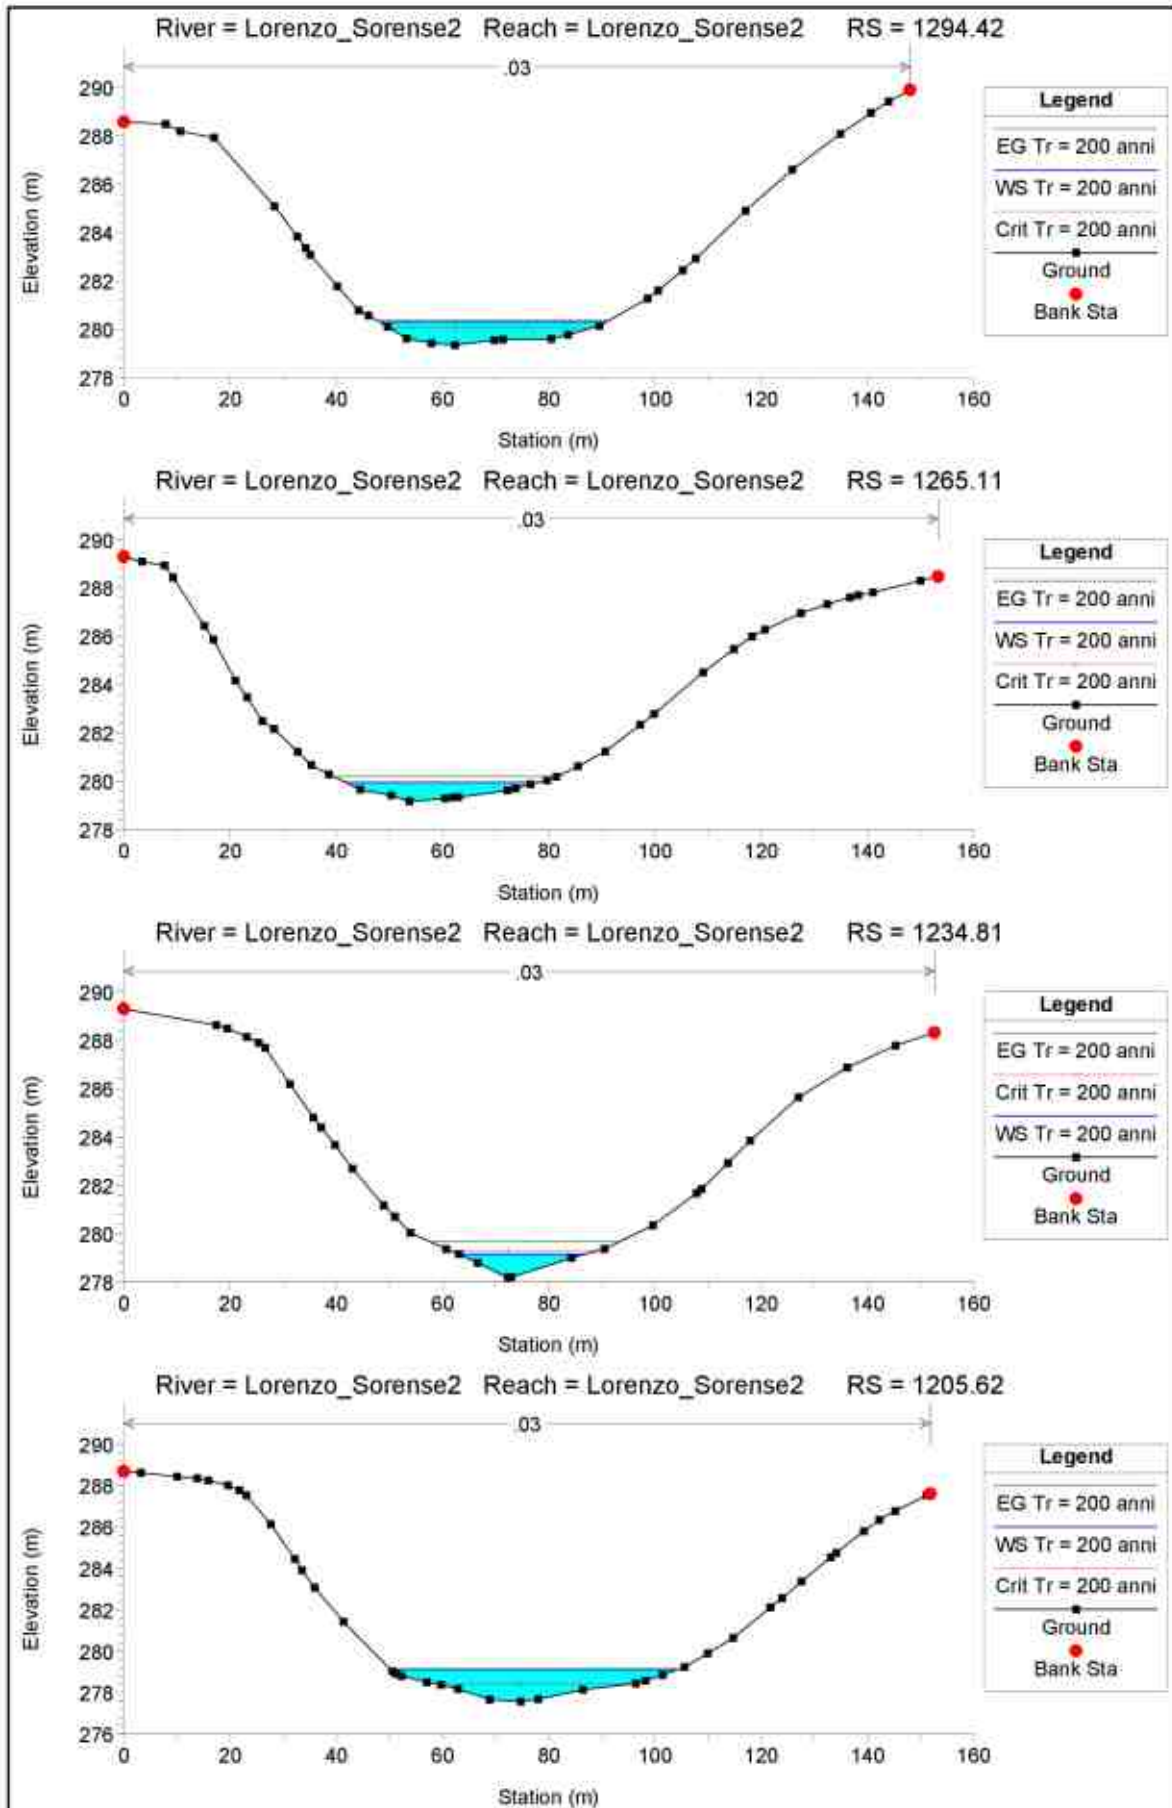 River = Lorenzo_Sorense2 Reach = Lorenzo_Sorense2 RS = 1294.42
.03
290
288
286
284
282
280
278
Elevation (m)
0 20 40 60 80 100 120 140 160
Station (m)
Legend
EG Tr = 200 anni
WS Tr = 200 anni
Crit Tr = 200 anni
Ground
Bank Sta
River = Lorenzo_Sorense2 Reach = Lorenzo_Sorense2 RS = 1265.11
.03
290
288
286
284
282
280
278
Elevation (m)
0 20 40 60 80 100 120 140 160
Station (m)
Legend
EG Tr = 200 anni
WS Tr = 200 anni
Crit Tr = 200 anni
Ground
Bank Sta
River = Lorenzo_Sorense2 Reach = Lorenzo_Sorense2 RS = 1234.81
.03
290
288
286
284
282
280
278
Elevation (m)
0 20 40 60 80 100 120 140 160
Station (m)
Legend
EG Tr = 200 anni
Crit Tr = 200 anni
WS Tr = 200 anni
Ground
Bank Sta
River = Lorenzo_Sorense2 Reach = Lorenzo_Sorense2 RS = 1205.62
.03
290
288
286
284
282
280
278
276
Elevation (m)
0 20 40 60 80 100 120 140 160
Station (m)
Legend
EG Tr = 200 anni
WS Tr = 200 anni
Crit Tr = 200 anni
Ground
Bank Sta